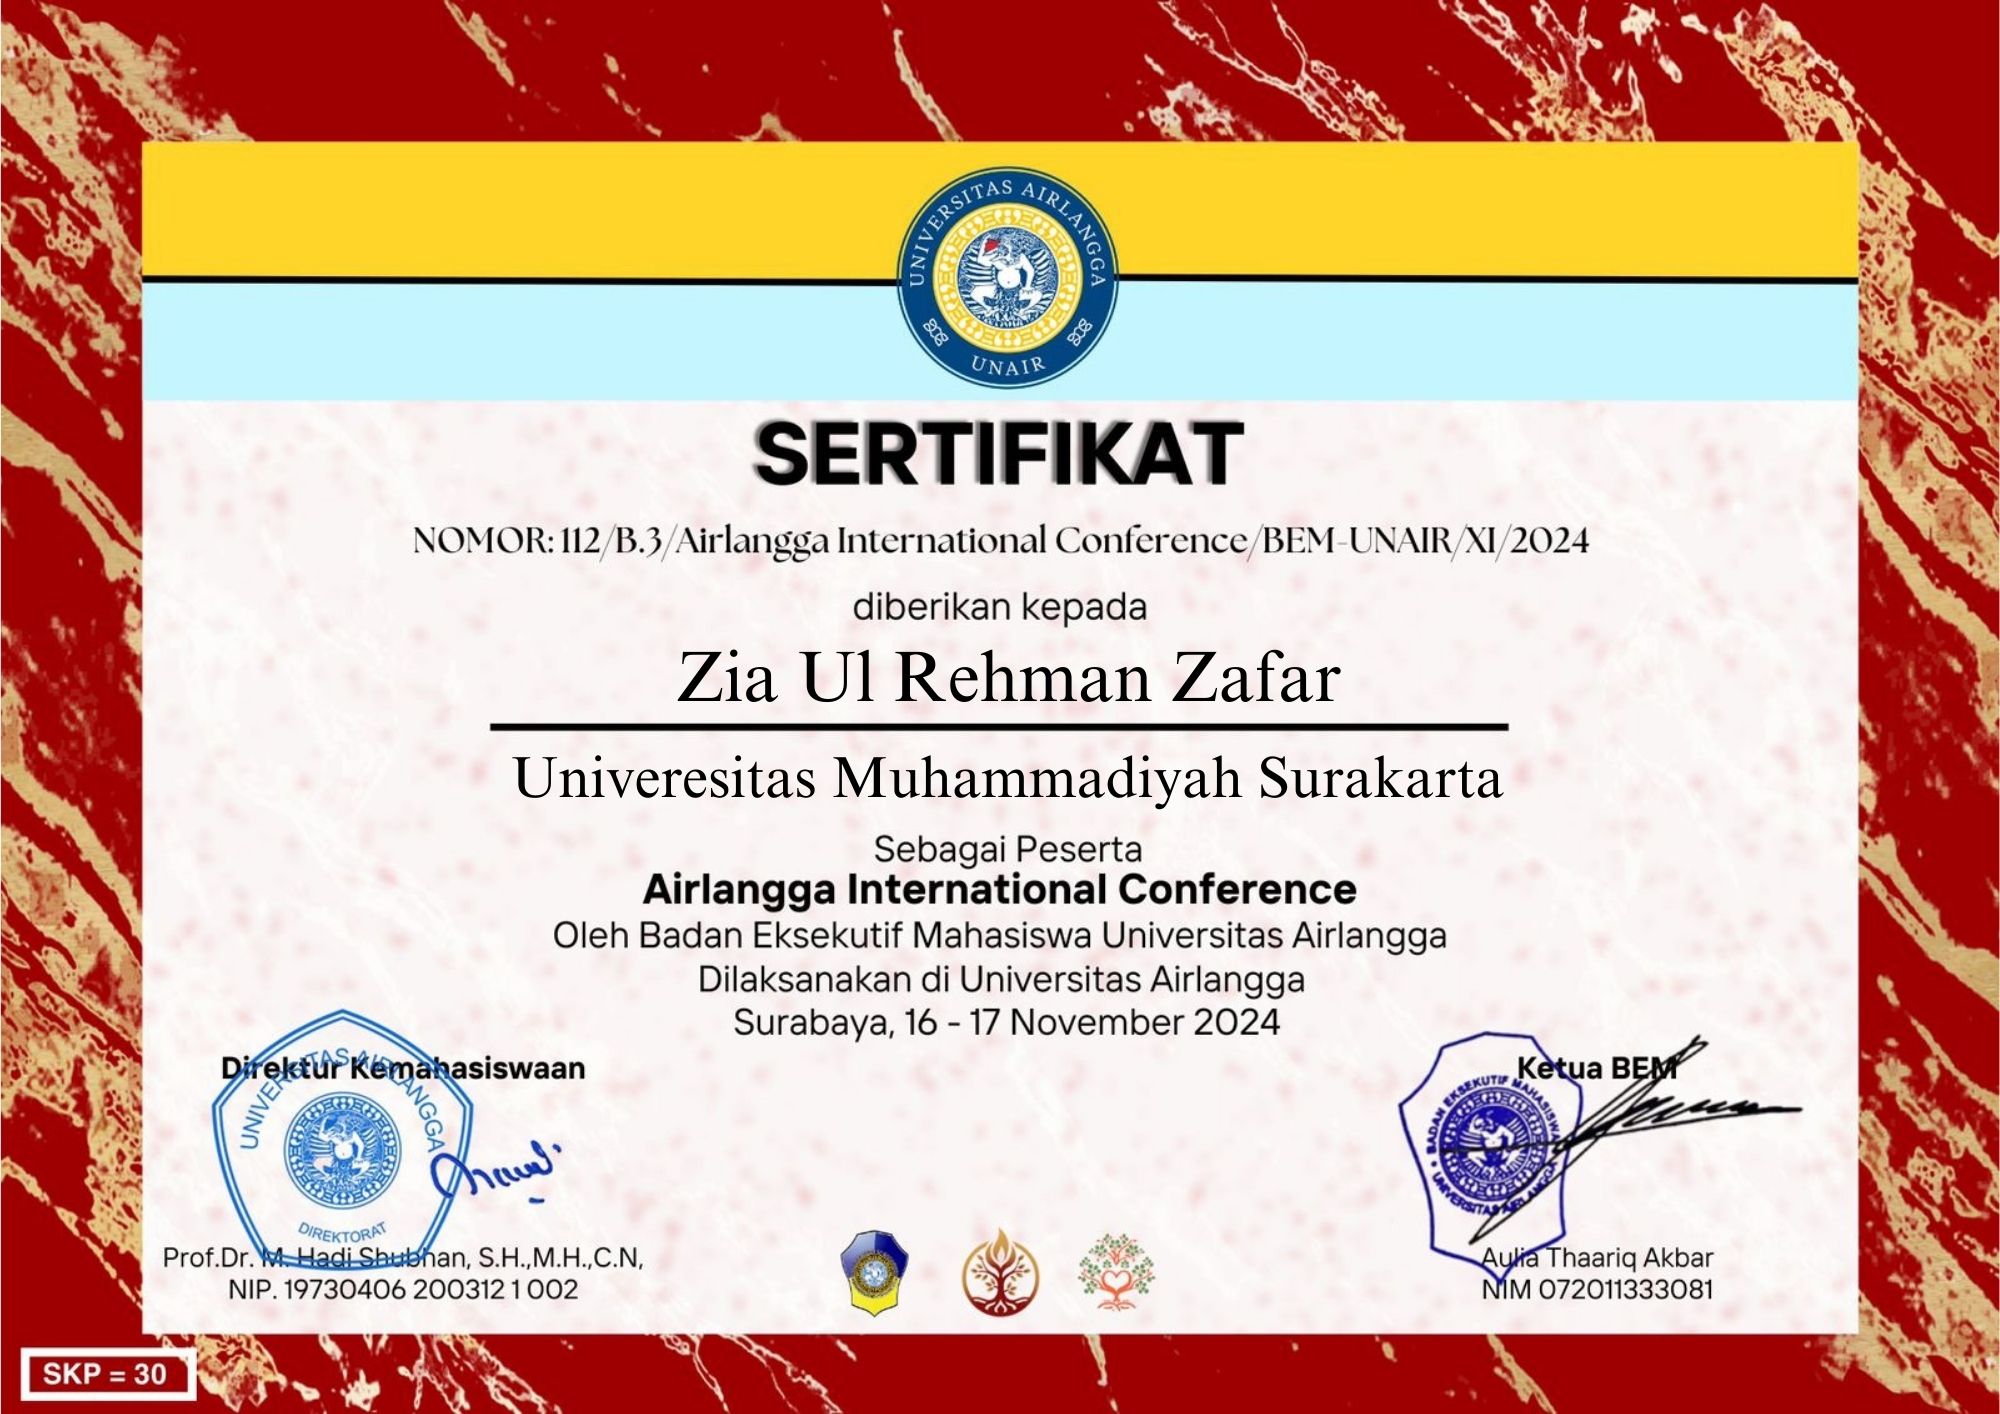 UNIVERSITAS AIRLANGGA
UNAIR
SERTIFIKAT
NOMOR: 112/B.3/Airlangga International Conference/BEM-UNAIR/XI/2024
diberikan kepada
Zia Ul Rehman Zafar
Univeresitas Muhammadiyah Surakarta
Sebagai Peserta
Airlangga International Conference
Oleh Badan Eksekutif Mahasiswa Universitas Airlangga
Dilaksanakan di Universitas Airlangga
Surabaya, 16 - 17 November 2024
Direktur Kemahasiswaan
UNIVERSITAS AIRLANGGA
DIREKTORAT
Prof.Dr. M. Hadi Shubhan, S.H.,M.H.,C.N,
NIP. 19730406 200312 1 002
Ketua BEM
BADAN EKSEKUTIF MAHASISWA
UNIVERSITAS AIRLANGGA
Aulia Thaariq Akbar
NIM 072011333081
SKP = 30